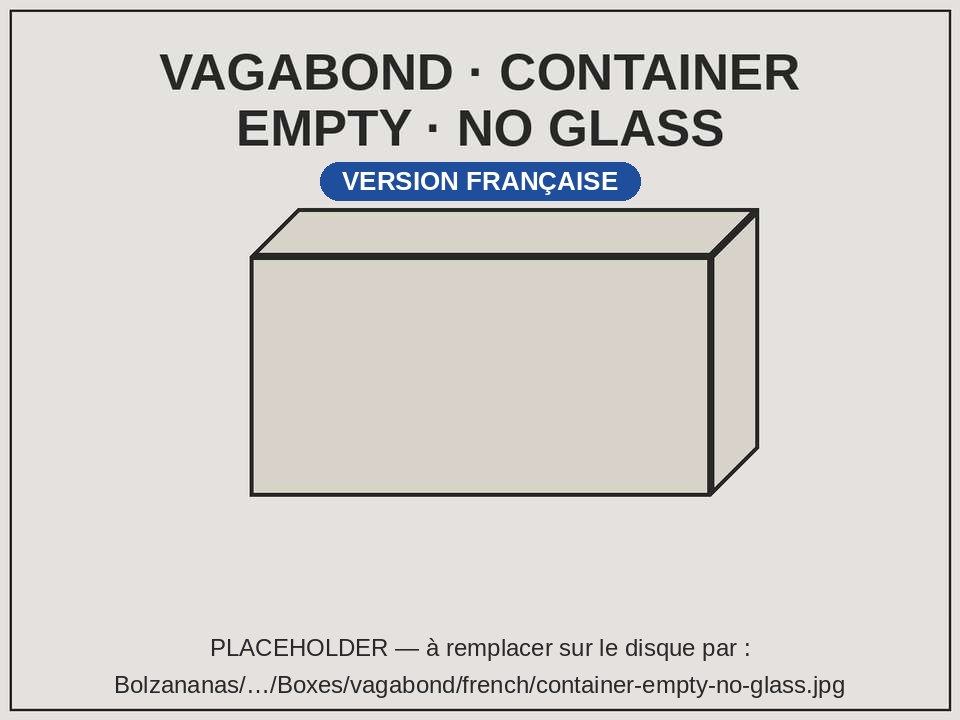 VAGABOND · CONTAINER
EMPTY · NO GLASS
VERSION FRANÇAISE
PLACEHOLDER — à remplacer sur le disque par :
Bolzananas/…/Boxes/vagabond/french/container-empty-no-glass.jpg